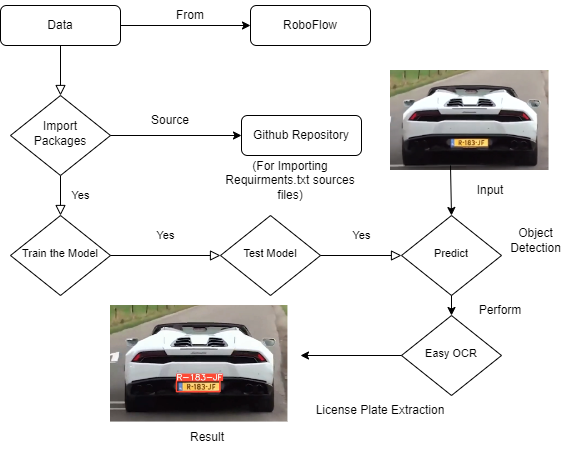 Data
From
RoboFlow
Import
Packages
Source
Github Repository
(For Importing
Requirments.txt sources
files)
R-183-JF
Input
Yes
Train the Model
Yes
Test Model
Yes
Predict
Object
Detection
Perform
Easy OCR
R-183-JF
R-183-JF
License Plate Extraction
Result